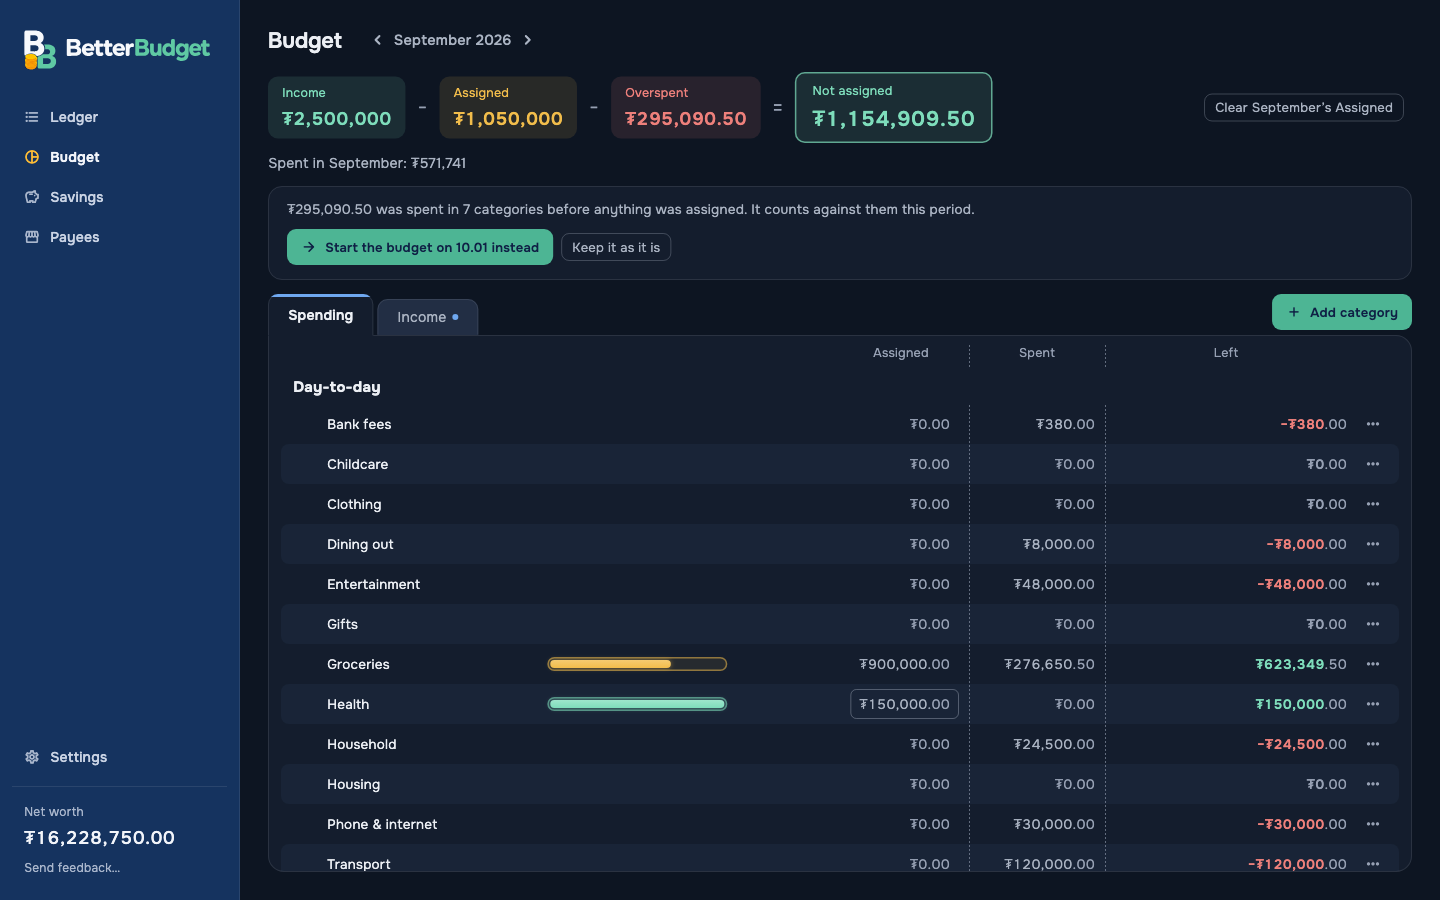 BetterBudget
Ledger
Budget
Savings
Payees
Settings
Net worth
₮16,228,750.00
Send feedback...
Budget
September 2026
Income
₮2,500,000
–
Assigned
₮1,050,000
–
Overspent
₮295,090.50
=
Not assigned
₮1,154,909.50
Clear September's Assigned
Spent in September: ₮571,741
₮295,090.50 was spent in 7 categories before anything was assigned. It counts against them this period.
Start the budget on 10.01 instead
Keep it as it is
Spending
Income
+ Add category
Assigned Spent Left
Day-to-day
Bank fees ₮0.00 ₮380.00 -₮380.00
Childcare ₮0.00 ₮0.00 ₮0.00
Clothing ₮0.00 ₮0.00 ₮0.00
Dining out ₮0.00 ₮8,000.00 -₮8,000.00
Entertainment ₮0.00 ₮48,000.00 -₮48,000.00
Gifts ₮0.00 ₮0.00 ₮0.00
Groceries ₮900,000.00 ₮276,650.50 ₮623,349.50
Health ₮150,000.00 ₮0.00 ₮150,000.00
Household ₮0.00 ₮24,500.00 -₮24,500.00
Housing ₮0.00 ₮0.00 ₮0.00
Phone & internet ₮0.00 ₮30,000.00 -₮30,000.00
Transport ₮0.00 ₮120,000.00 -₮120,000.00